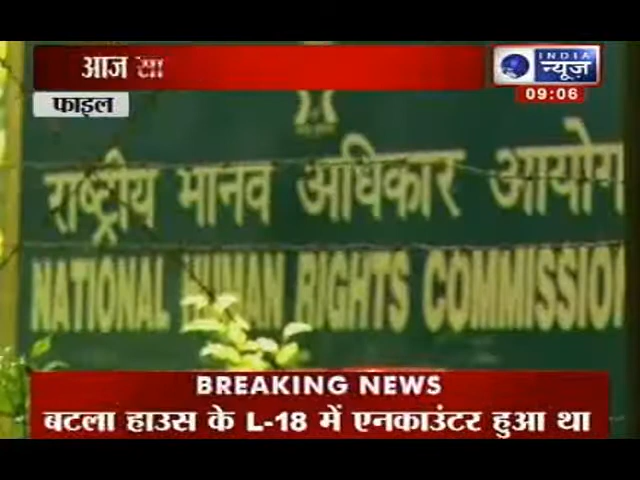 आज सा
INDIA
न्यूज़
09:06
फाइल
राष्ट्रीय मानव अधिकार आयोग
NATIONAL HUMAN RIGHTS COMMISSION
BREAKING NEWS
बटला हाउस के L-18 में एनकाउंटर हुआ था